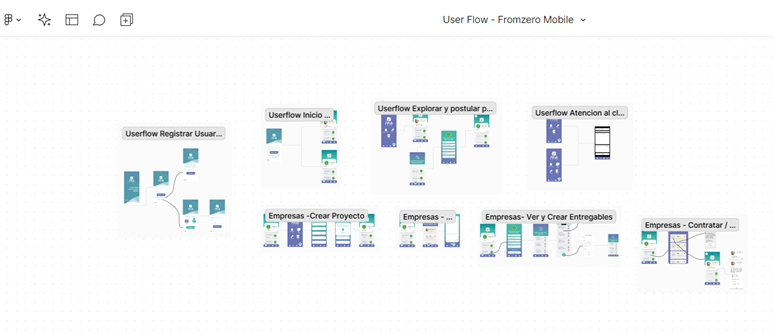 User Flow - Fromzero Mobile
Userflow Registrar Usuar...
Userflow Inicio ...
Userflow Explorar y postular p...
Userflow Atencion al cl...
Empresas -Crear Proyecto
Empresas - ...
Empresas- Ver y Crear Entregables
Empresas - Contratar / ...